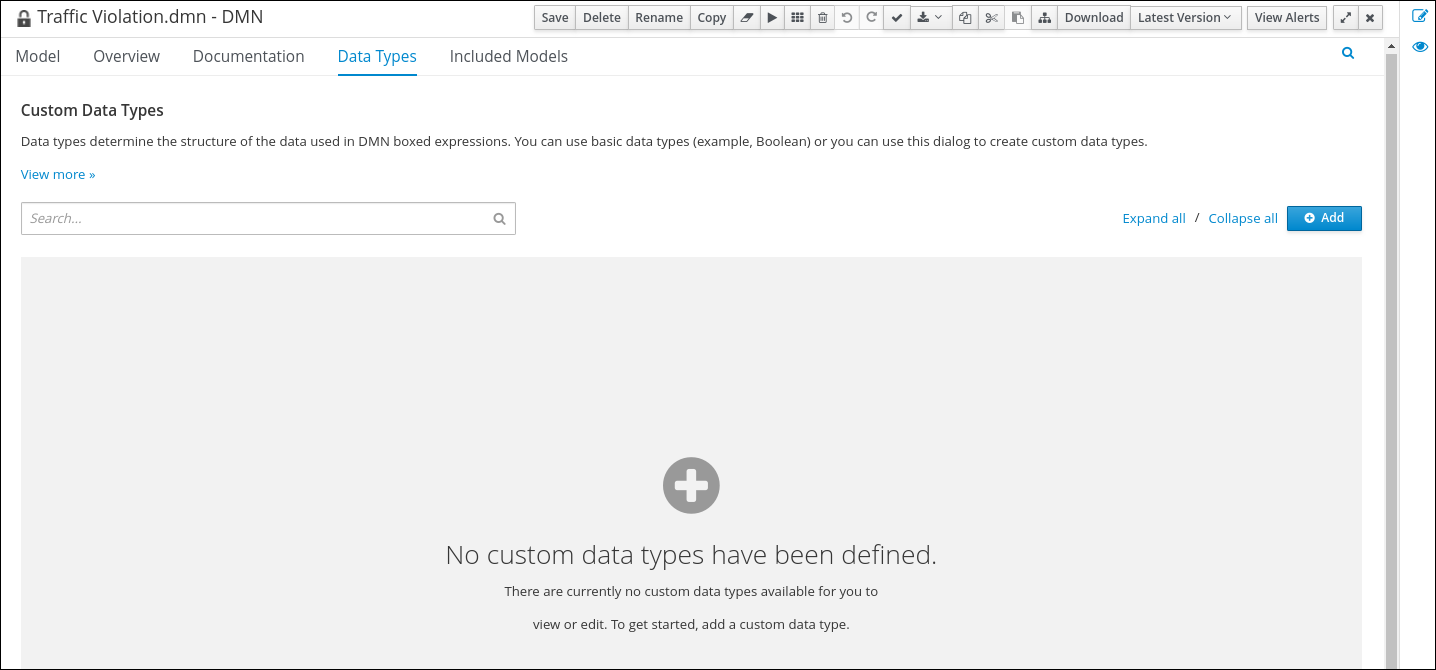 Traffic Violation.dmn - DMN
Save Delete Rename Copy Download Latest Version View Alerts
Model Overview Documentation Data Types Included Models
Custom Data Types
Data types determine the structure of the data used in DMN boxed expressions. You can use basic data types (example, Boolean) or you can use this dialog to create custom data types.
View more »
Search...
Expand all / Collapse all Add
No custom data types have been defined.
There are currently no custom data types available for you to
view or edit. To get started, add a custom data type.